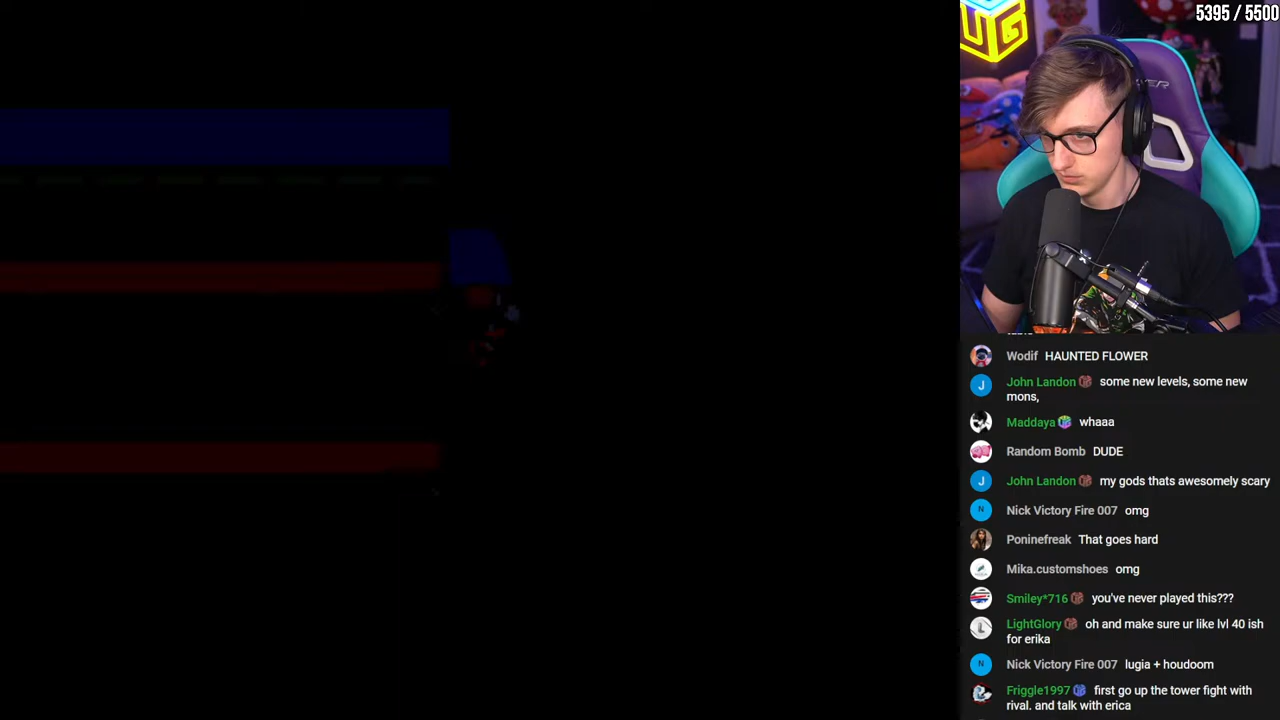 5395 / 5500
UG
Wodif HAUNTED FLOWER
John Landon some new levels, some new
mons,
Maddaya whaaa
Random Bomb DUDE
John Landon my gods thats awesomely scary
Nick Victory Fire 007 omg
Poninefreak That goes hard
Mika.customshoes omg
Smiley*716 you've never played this???
LightGlory oh and make sure ur like lvl 40 ish
for erika
Nick Victory Fire 007 lugia + houdoom
Friggle1997 first go up the tower fight with
rival. and talk with erica